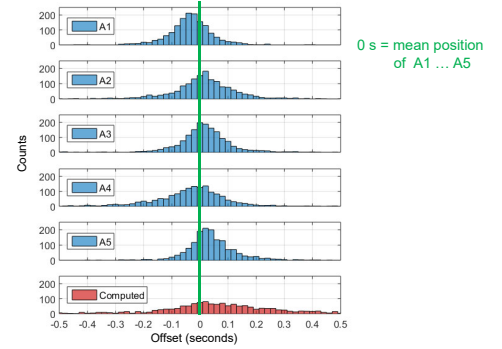 A1
200
100
0
A2
200
100
0
A3
200
100
0
A4
200
100
0
A5
200
100
0
Computed
200
100
0
-0.5 -0.4 -0.3 -0.2 -0.1 0 0.1 0.2 0.3 0.4 0.5
Offset (seconds)
Counts
0 s = mean position
of A1 ... A5